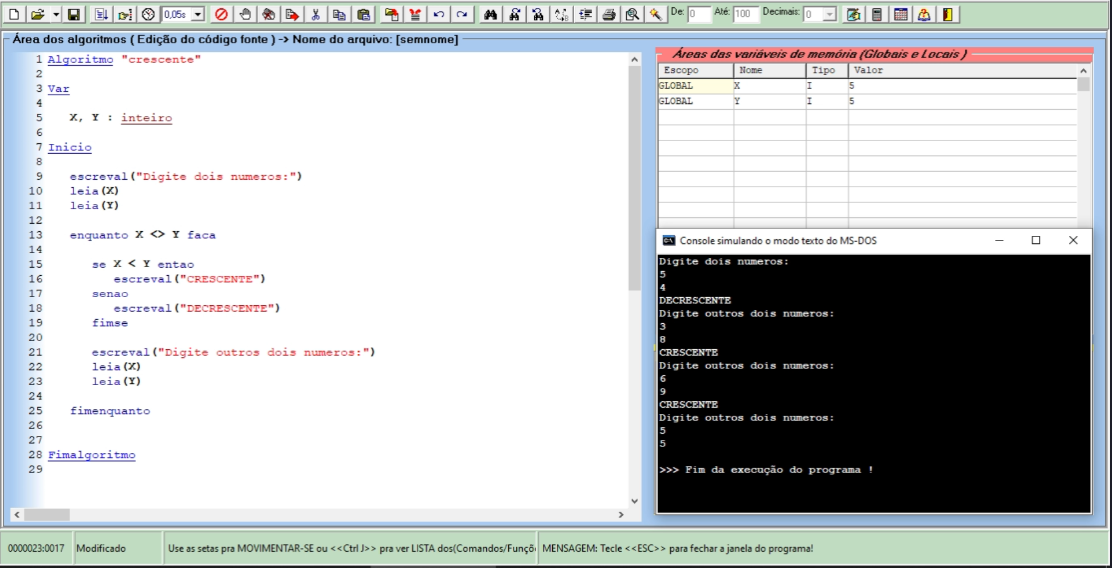 0,05s De: 0 Até: 100 Decimais: 0
Área dos algoritmos ( Edição do código fonte ) -> Nome do arquivo: [semnome]
1 Algoritmo "crescente"
2
3 Var
4
5 X, Y : inteiro
6
7 Inicio
8
9 escreval("Digite dois numeros:")
10 leia(X)
11 leia(Y)
12
13 enquanto X <> Y faca
14
15 se X < Y entao
16 escreval("CRESCENTE")
17 senao
18 escreval("DECRESCENTE")
19 fimse
20
21 escreval("Digite outros dois numeros:")
22 leia(X)
23 leia(Y)
24
25 fimenquanto
26
27
28 Fimalgoritmo
29
Áreas das variáveis de memória (Globais e Locais )
Escopo Nome Tipo Valor
GLOBAL X I 5
GLOBAL Y I 5
Console simulando o modo texto do MS-DOS
Digite dois numeros:
5
4
DECRESCENTE
Digite outros dois numeros:
3
8
CRESCENTE
Digite outros dois numeros:
6
9
CRESCENTE
Digite outros dois numeros:
5
5
>>> Fim da execução do programa !
0000023:0017 Modificado Use as setas pra MOVIMENTAR-SE ou <<Ctrl J>> pra ver LISTA dos(Comandos/Funçõ MENSAGEM: Tecle <<ESC>> para fechar a janela do programa!